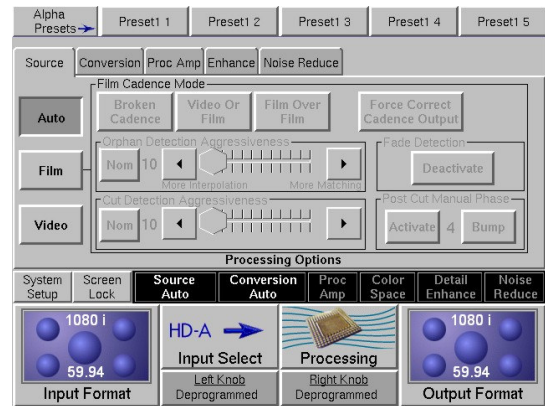 Alpha
Presets
Preset1 1
Preset1 2
Preset1 3
Preset1 4
Preset1 5
Source
Conversion
Proc Amp
Enhance
Noise Reduce
Film Cadence Mode
Auto
Broken
Cadence
Video Or
Film
Film Over
Film
Force Correct
Cadence Output
Orphan Detection Aggressiveness
Fade Detection
Film
Nom 10
Deactivate
More Interpolation
More Matching
Cut Detection Aggressiveness
Post Cut Manual Phase
Video
Nom 10
Activate 4 Bump
Processing Options
System
Setup
Screen
Lock
Source
Auto
Conversion
Auto
Proc
Amp
Color
Space
Detail
Enhance
Noise
Reduce
1080 i
59.94
Input Format
HD-A
Input Select
Processing
1080 i
59.94
Output Format
Left Knob
Deprogrammed
Right Knob
Deprogrammed